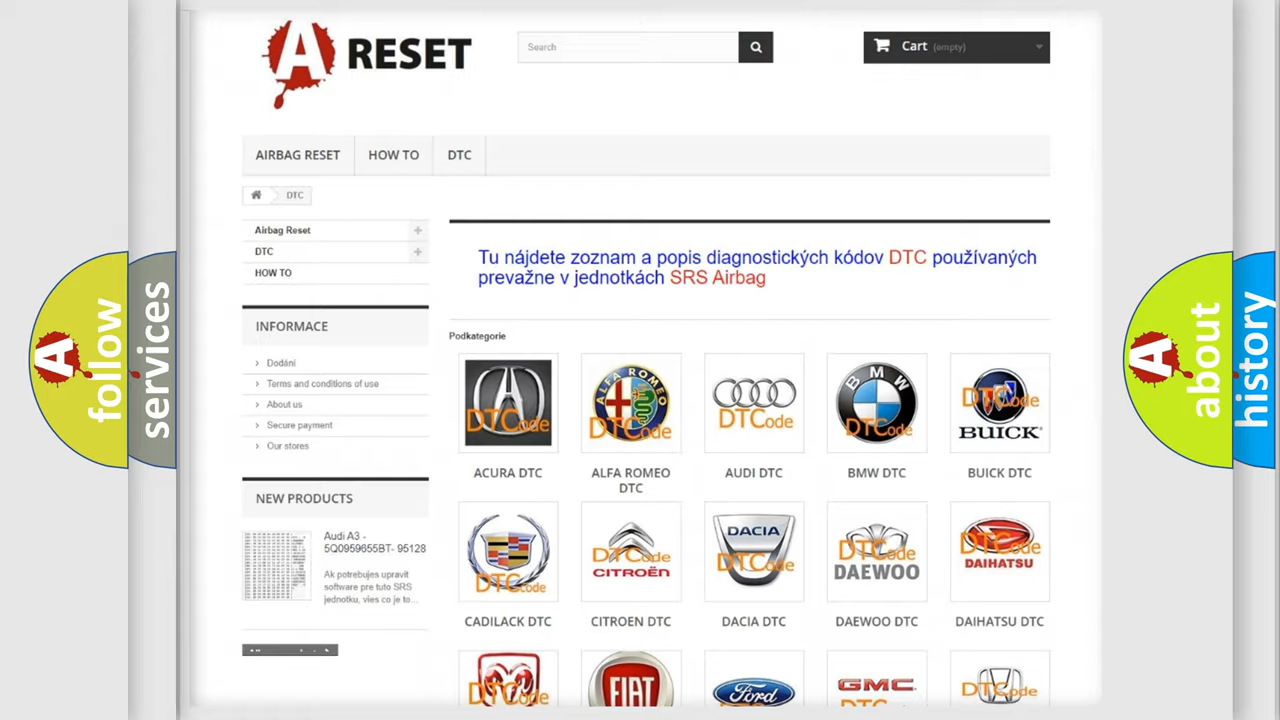 A RESET
Search
Cart (empty)
AIRBAG RESET
HOW TO
DTC
DTC
Airbag Reset
DTC
HOW TO
INFORMACE
Dodání
Terms and conditions of use
About us
Secure payment
Our stores
NEW PRODUCTS
Audi A3 -
5Q0959655BT- 95128
Ak potrebujes upraviť
software pre tuto SRS
jednotku, vies co je to...
Tu nájdete zoznam a popis diagnostických kódov DTC používaných
prevažne v jednotkách SRS Airbag
Podkategorie
DTCode
ALFA ROMEO
DTCode
DTCode
BMW
DTCode
DTCode
BUICK
ACURA DTC
ALFA ROMEO
DTC
AUDI DTC
BMW DTC
BUICK DTC
DTCode
DTCode
CITROËN
DACIA
DTCode
DTCode
DAEWOO
DTCode
DAIHATSU
CADILACK DTC
CITROEN DTC
DACIA DTC
DAEWOO DTC
DAIHATSU DTC
DTCode
FIAT
Ford
GMC
DTCode
A follow
services
A about
history